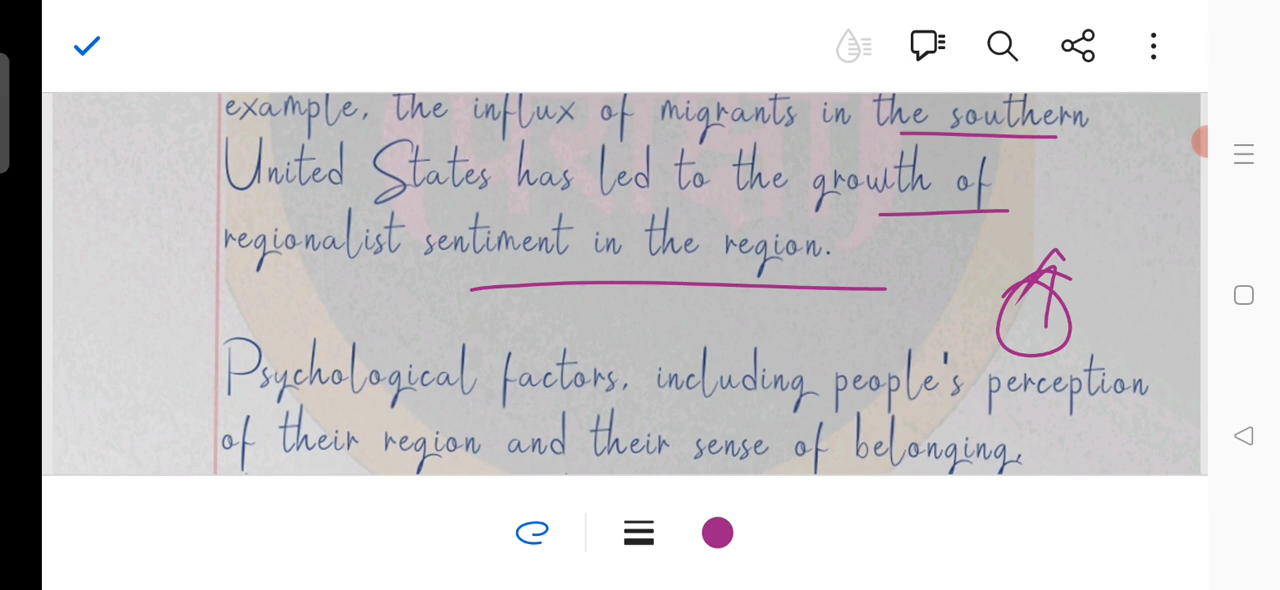 example, the influx of migrants in the southern
United States has led to the growth of
regionalist sentiment in the region.
Psychological factors, including people's perception
of their region and their sense of belonging,